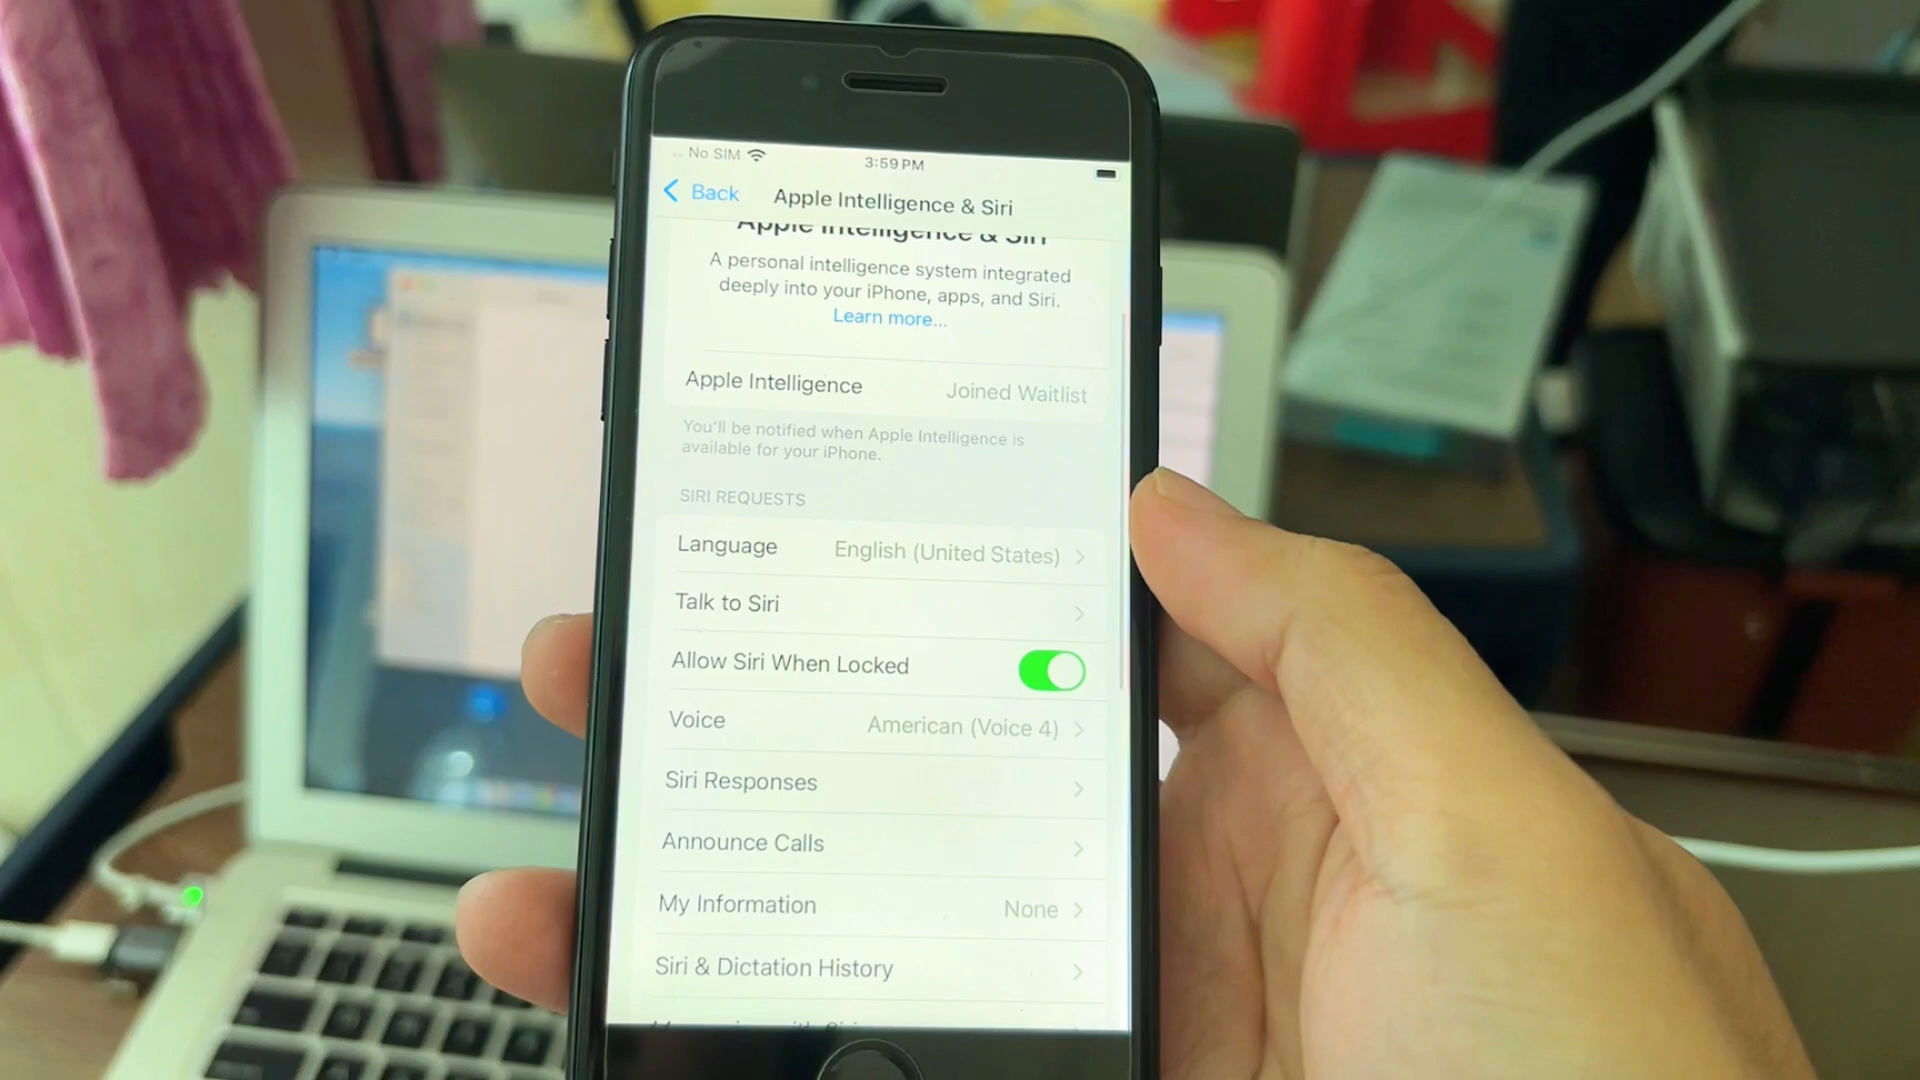 No SIM 3:59 PM
Back Apple Intelligence & Siri
Apple Intelligence & Siri
A personal intelligence system integrated
deeply into your iPhone, apps, and Siri.
Learn more...
Apple Intelligence Joined Waitlist
You'll be notified when Apple Intelligence is
available for your iPhone.
SIRI REQUESTS
Language English (United States)
Talk to Siri
Allow Siri When Locked
Voice American (Voice 4)
Siri Responses
Announce Calls
My Information None
Siri & Dictation History